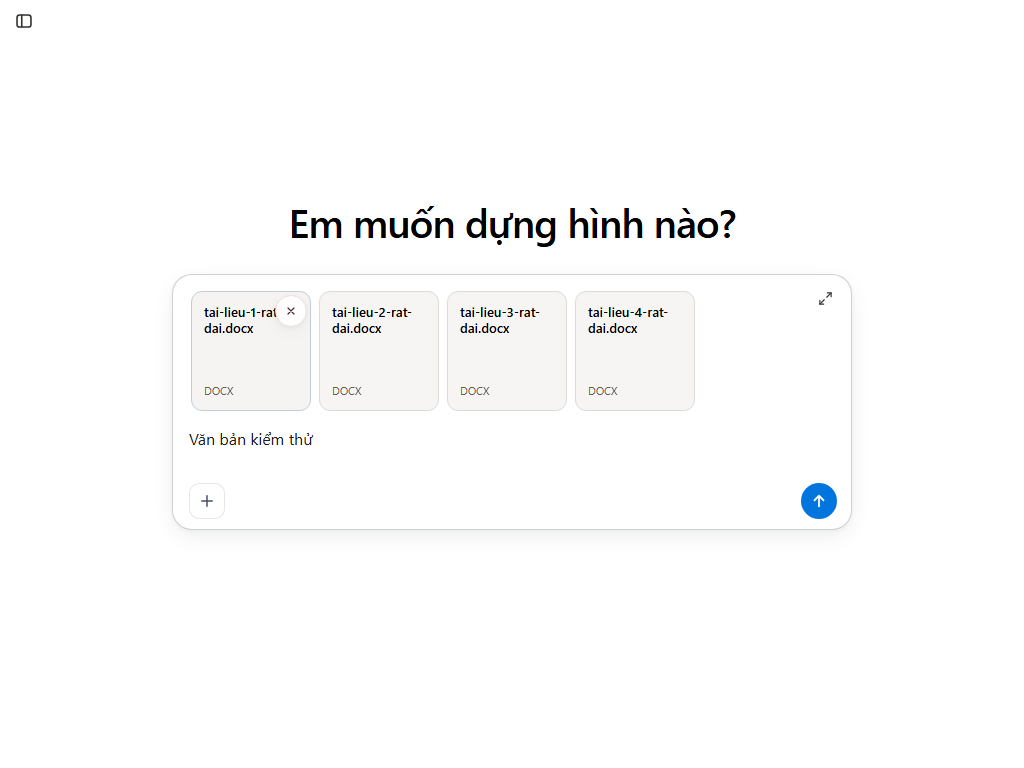 Em muốn dựng hình nào?
tai-lieu-1-rat
dai.docx
DOCX
tai-lieu-2-rat-
dai.docx
DOCX
tai-lieu-3-rat-
dai.docx
DOCX
tai-lieu-4-rat-
dai.docx
DOCX
Văn bản kiểm thử